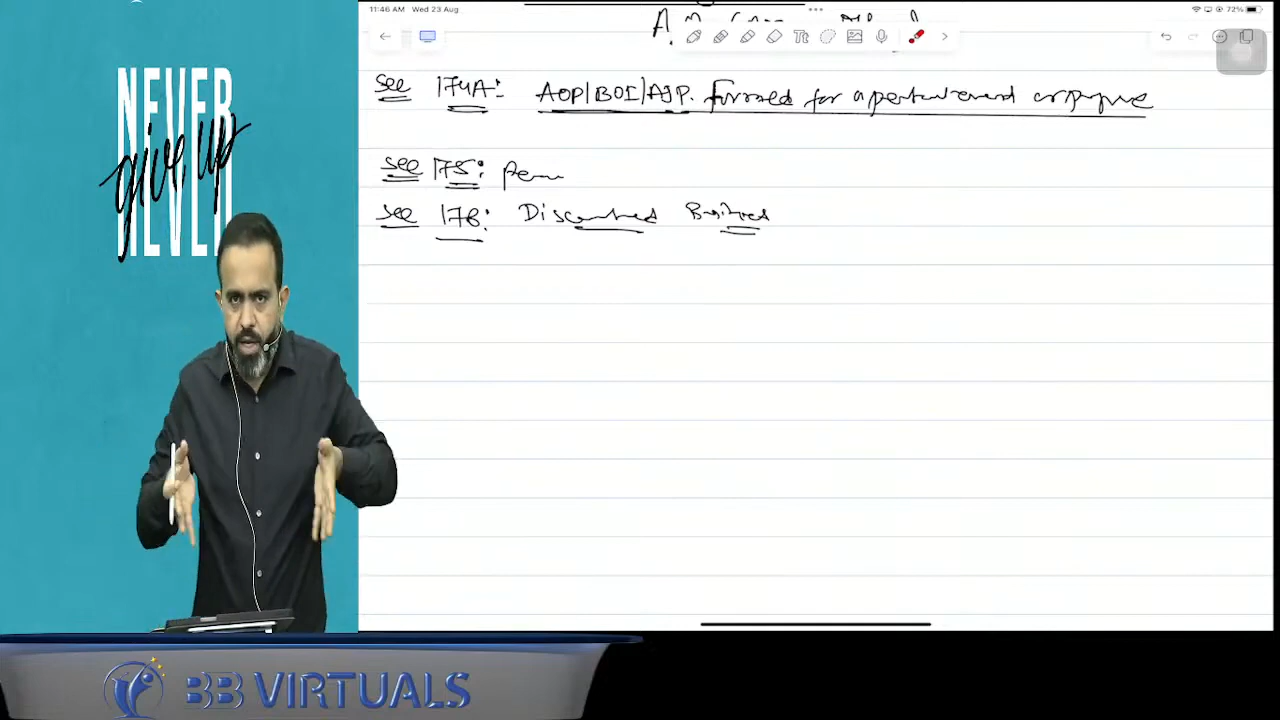 11:46 AM Wed 23 Aug
72%
NEVER
give up
NEVER
Sec 174A: AOP/BOI/AJP. formed for a particular event or purpose
Sec 175: Pers
Sec 176: Discontinued Business
BB VIRTUALS